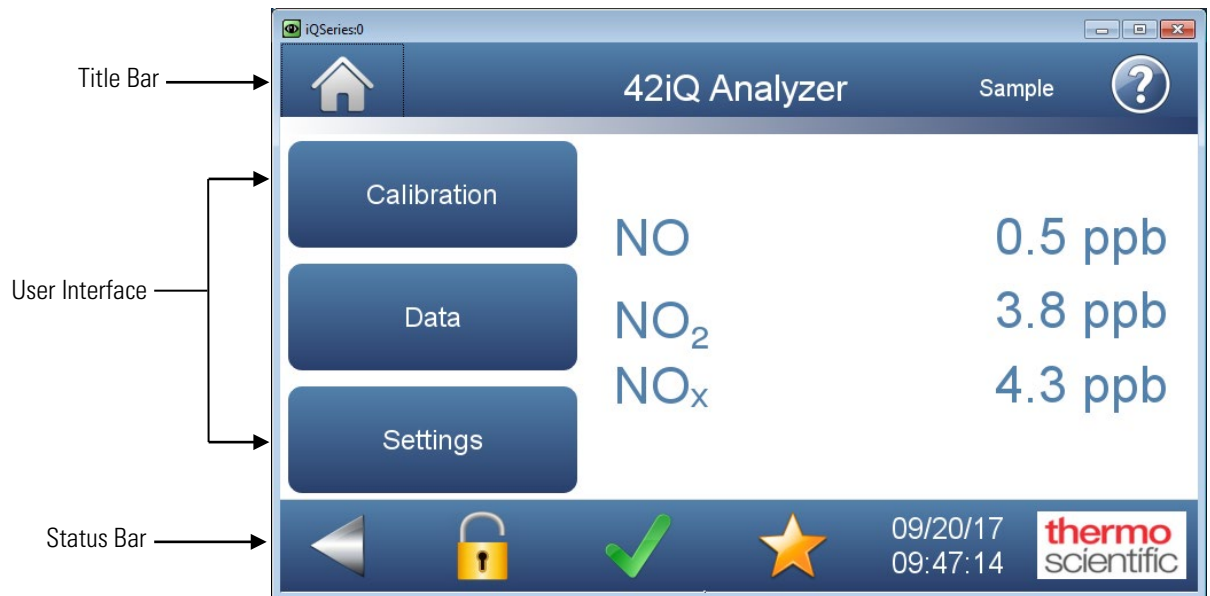 iQSeries:0
Title Bar
42iQ Analyzer
Sample
?
User Interface
Calibration
Data
Settings
NO 0.5 ppb
NO₂ 3.8 ppb
NOₓ 4.3 ppb
Status Bar
09/20/17
09:47:14
thermo
scientific